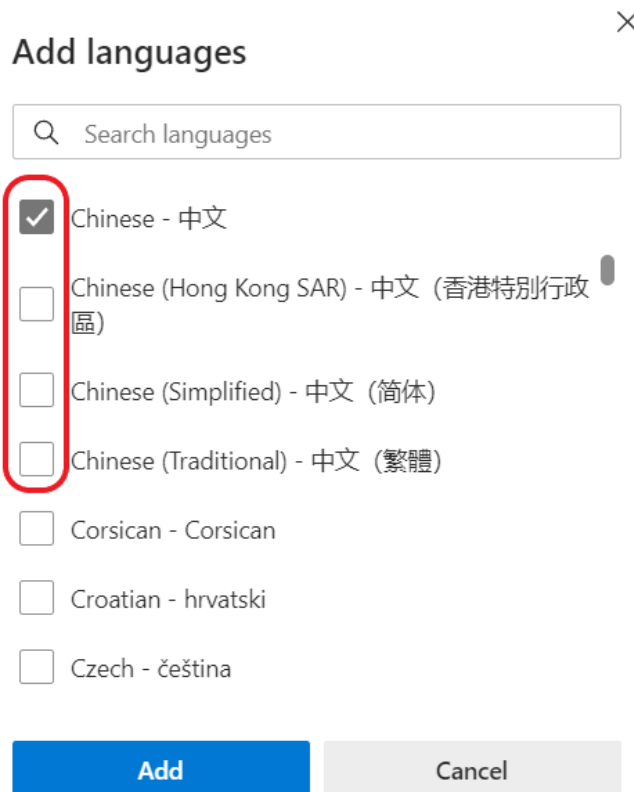 Add languages
Search languages
Chinese - 中文
Chinese (Hong Kong SAR) - 中文（香港特別行政
區）
Chinese (Simplified) - 中文（简体）
Chinese (Traditional) - 中文（繁體）
Corsican - Corsican
Croatian - hrvatski
Czech - čeština
Add
Cancel